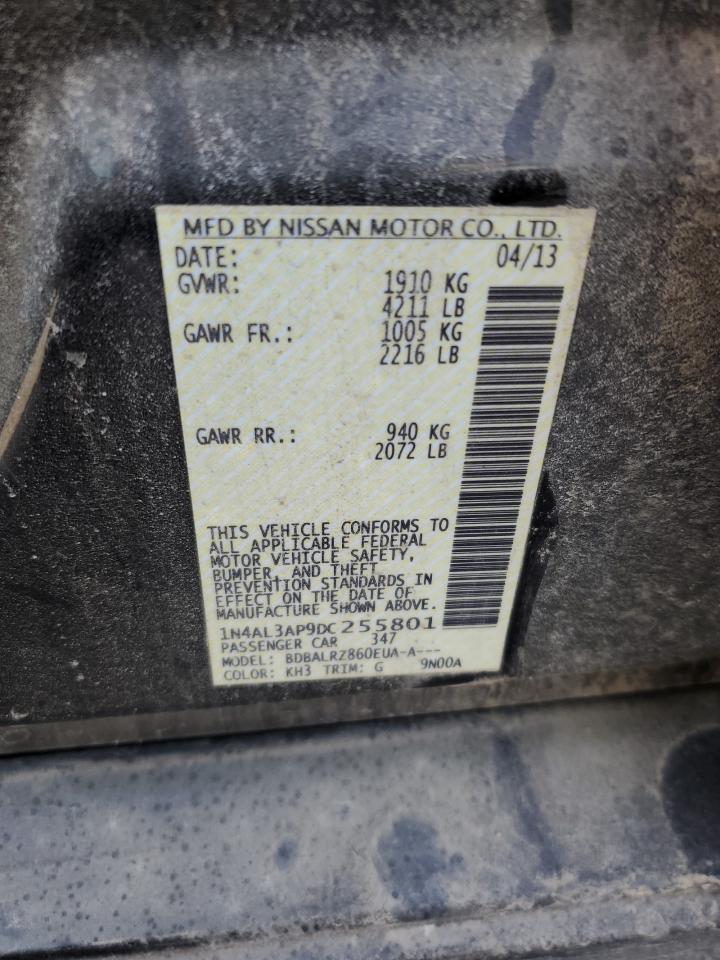 MFD BY NISSAN MOTOR CO., LTD.
DATE: 04/13
GVWR: 1910 KG
4211 LB
GAWR FR.: 1005 KG
2216 LB
GAWR RR.: 940 KG
2072 LB
THIS VEHICLE CONFORMS TO
ALL APPLICABLE FEDERAL
MOTOR VEHICLE SAFETY,
BUMPER, AND THEFT
PREVENTION STANDARDS IN
EFFECT ON THE DATE OF
MANUFACTURE SHOWN ABOVE.
1N4AL3AP9DC255801
PASSENGER CAR 347
MODEL: BDBALRZ860EUA-A---
COLOR: KH3 TRIM: G 9N00A